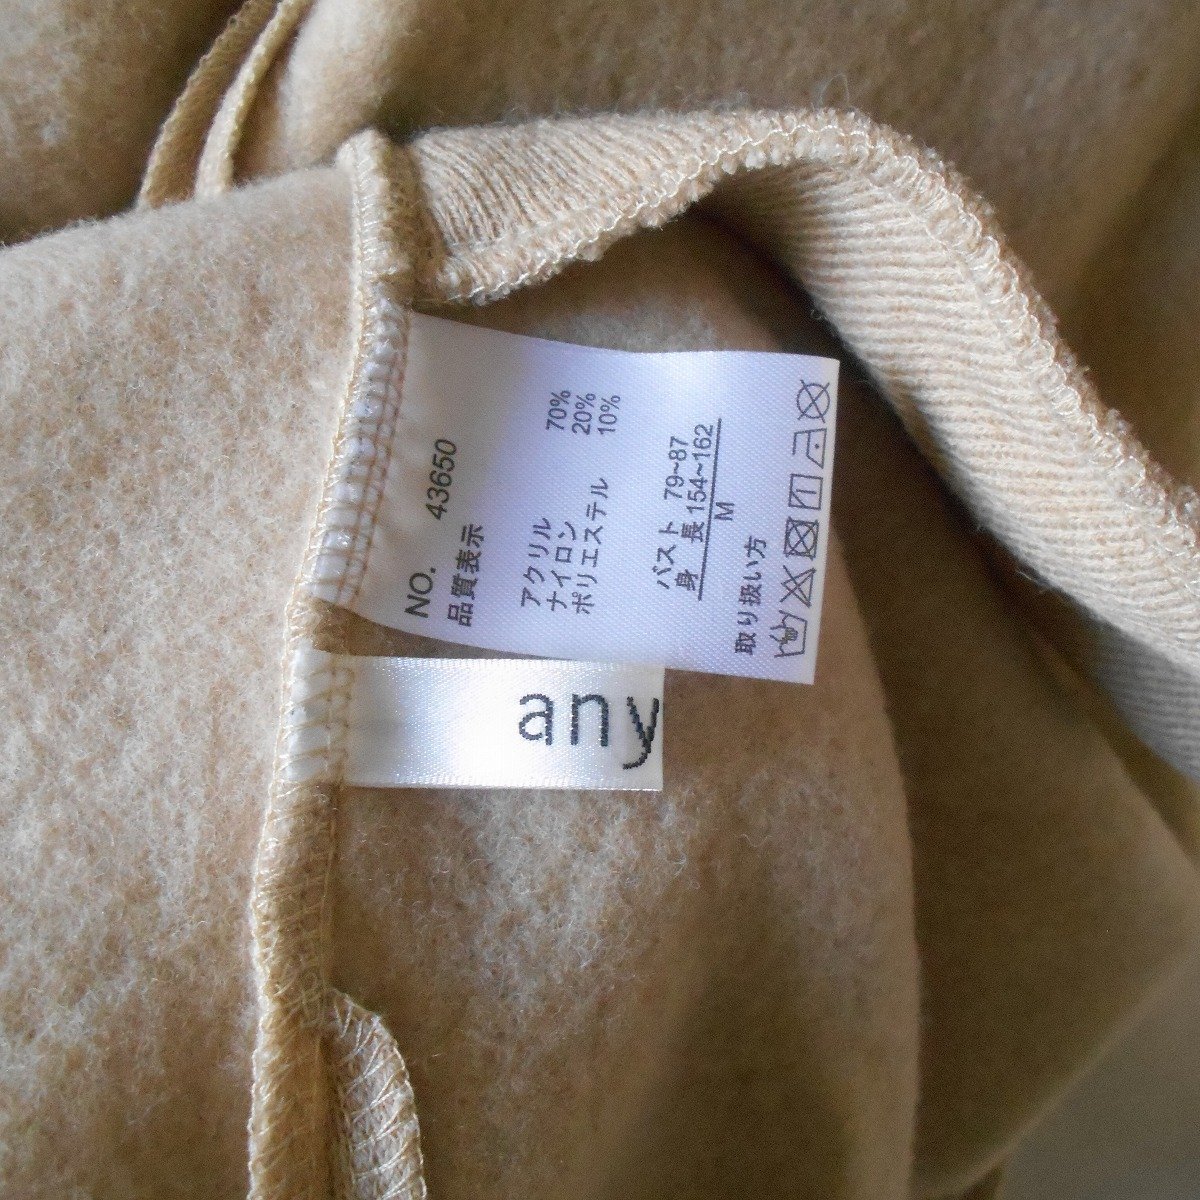 NO. 43650
品質表示
アクリル 70%
ナイロン 20%
ポリエステル 10%
バスト 79~87
身長 154~162
M
取り扱い方
any